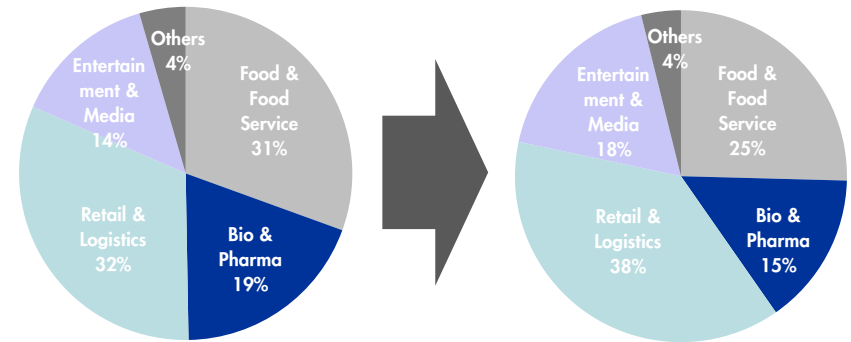 Others
4%
Food &
Food
Service
31%
Bio &
Pharma
19%
Retail &
Logistics
32%
Entertain
ment &
Media
14%
Others
4%
Food &
Food
Service
25%
Bio &
Pharma
15%
Retail &
Logistics
38%
Entertain
ment &
Media
18%